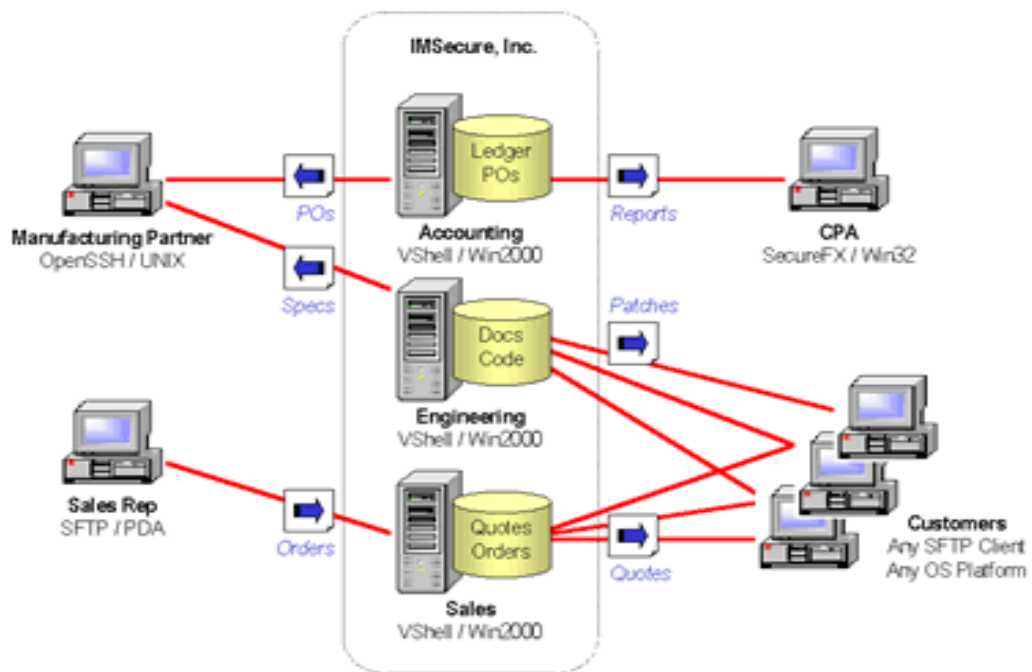 IMSecure, Inc.
Ledger
POs
POs
Reports
Manufacturing Partner
OpenSSH / UNIX
Accounting
VShell / Win2000
CPA
SecureFX / Win32
Specs
Patches
Docs
Code
Engineering
VShell / Win2000
Sales Rep
SFTP / PDA
Orders
Quotes
Orders
Quotes
Customers
Any SFTP Client
Any OS Platform
Sales
VShell / Win2000